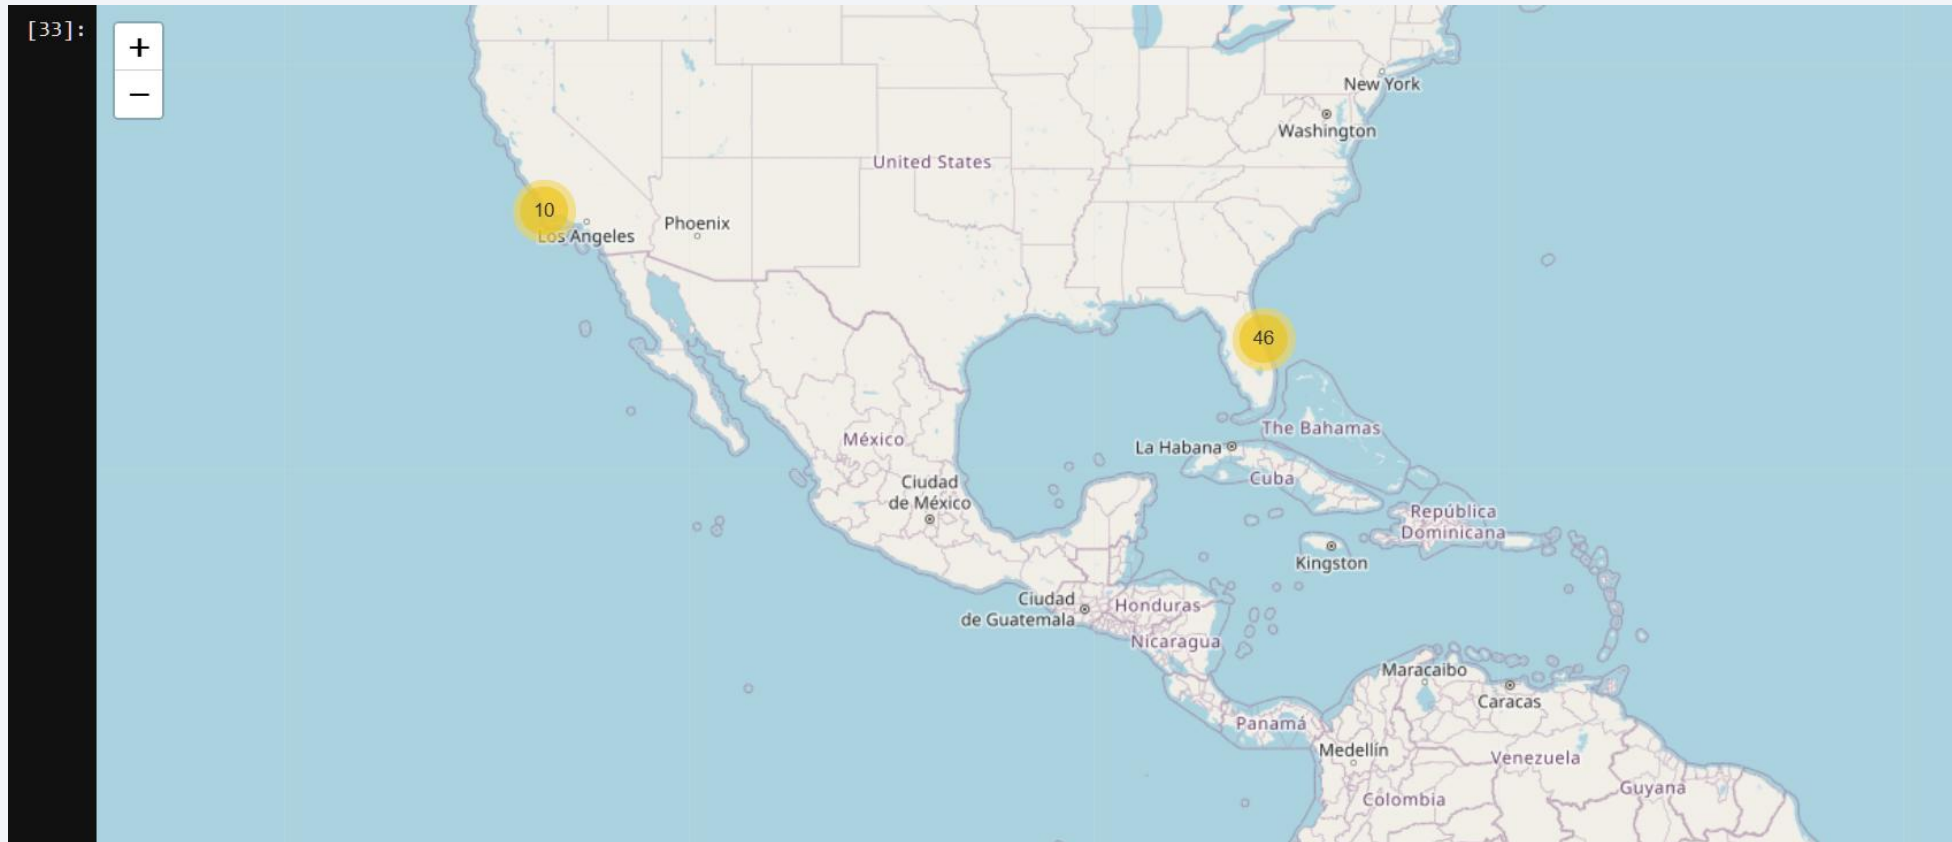 [33]:
+
−
New York
Washington
United States
10
Los Angeles
Phoenix
46
The Bahamas
México
La Habana
Cuba
Ciudad
de México
República
Dominicana
Kingston
Ciudad
de Guatemala
Honduras
Nicaragua
Maracaibo
Caracas
Panamá
Medellín
Venezuela
Guyana
Colombia